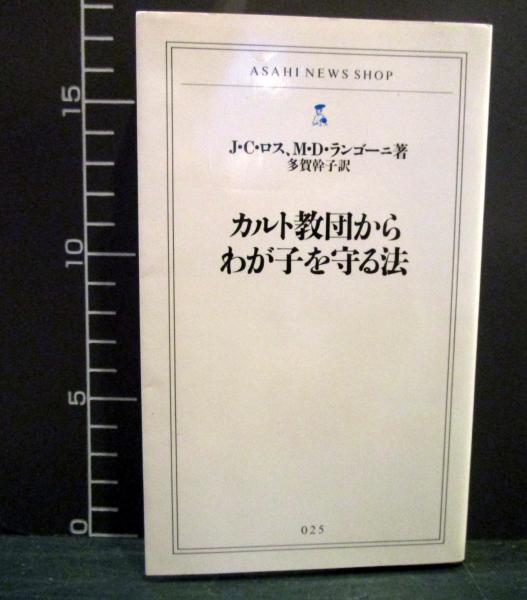 ASAHI NEWS SHOP
J・C・ロス、M・D・ランゴーニ著
多賀幹子訳
カルト教団から
わが子を守る法
025
15
10
5
0